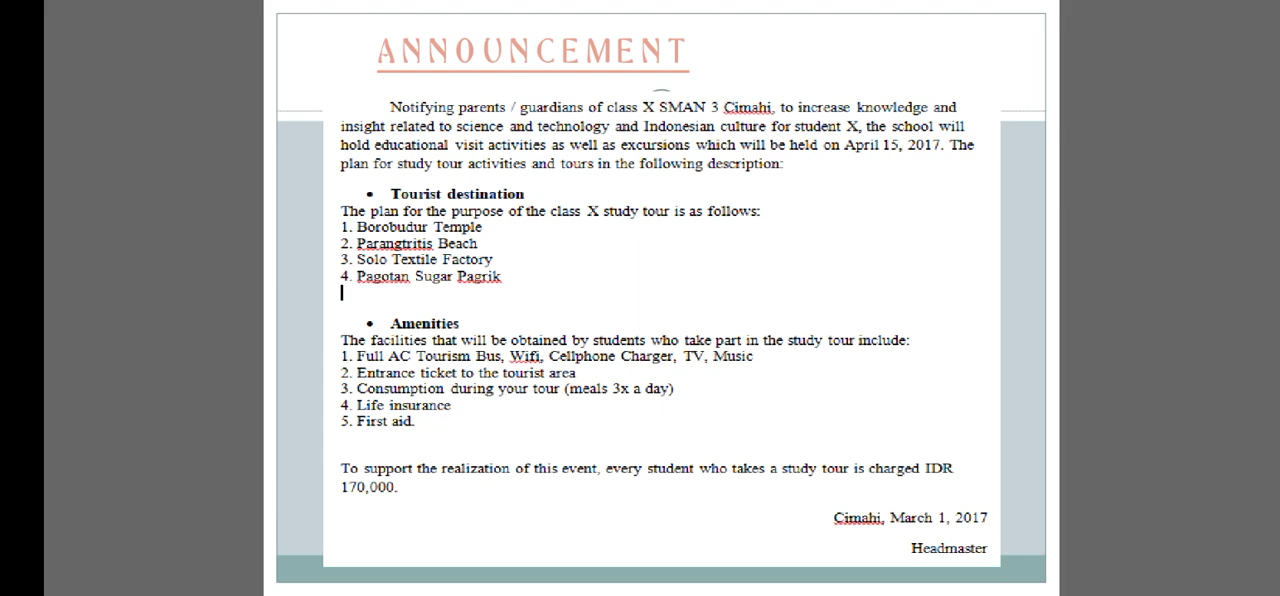 ANNOUNCEMENT
Notifying parents / guardians of class X SMAN 3 Cimahi, to increase knowledge and
insight related to science and technology and Indonesian culture for student X, the school will
hold educational visit activities as well as excursions which will be held on April 15, 2017. The
plan for study tour activities and tours in the following description:
• Tourist destination
The plan for the purpose of the class X study tour is as follows:
1. Borobudur Temple
2. Parangtritis Beach
3. Solo Textile Factory
4. Pagotan Sugar Pagrik
• Amenities
The facilities that will be obtained by students who take part in the study tour include:
1. Full AC Tourism Bus, Wifi, Cellphone Charger, TV, Music
2. Entrance ticket to the tourist area
3. Consumption during your tour (meals 3x a day)
4. Life insurance
5. First aid.
To support the realization of this event, every student who takes a study tour is charged IDR
170,000.
Cimahi, March 1, 2017
Headmaster